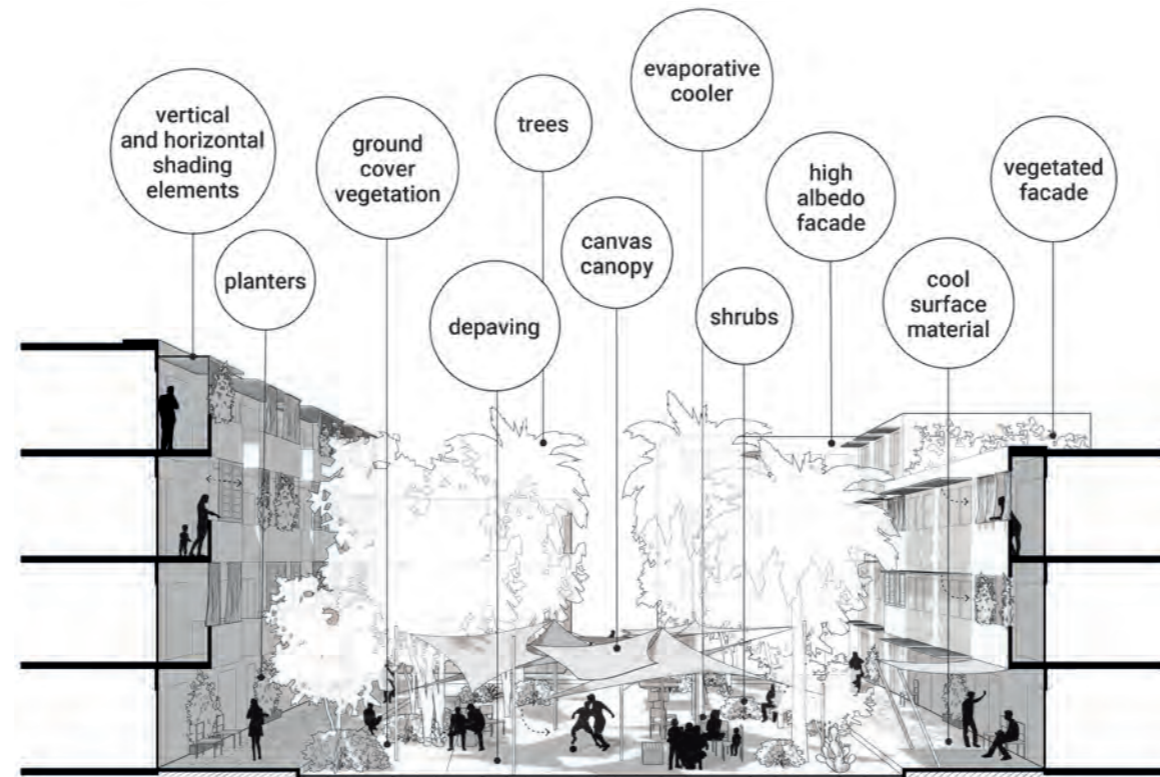 vertical
and horizontal
shading
elements
planters
ground
cover
vegetation
depaving
trees
canvas
canopy
evaporative
cooler
shrubs
high
albedo
facade
cool
surface
material
vegetated
facade